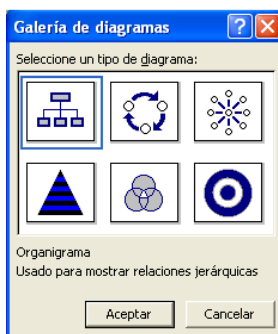 Galería de diagramas
Seleccione un tipo de diagrama:
Organigrama
Usado para mostrar relaciones jerárquicas
Aceptar
Cancelar